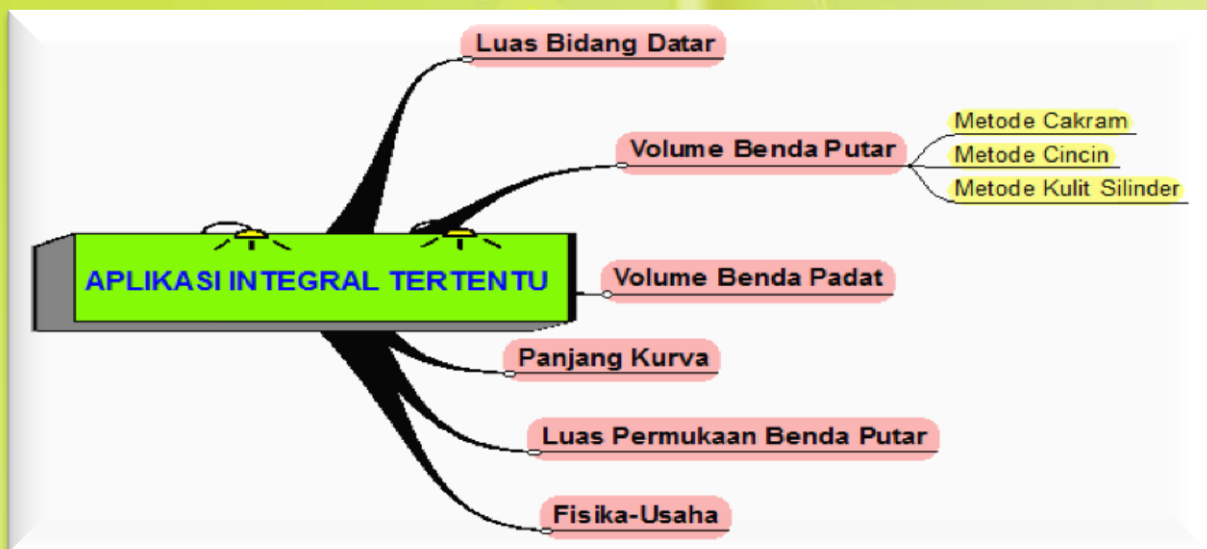 Luas Bidang Datar
Volume Benda Putar
Metode Cakram
Metode Cincin
Metode Kulit Silinder
APLIKASI INTEGRAL TERTENTU
Volume Benda Padat
Panjang Kurva
Luas Permukaan Benda Putar
Fisika-Usaha